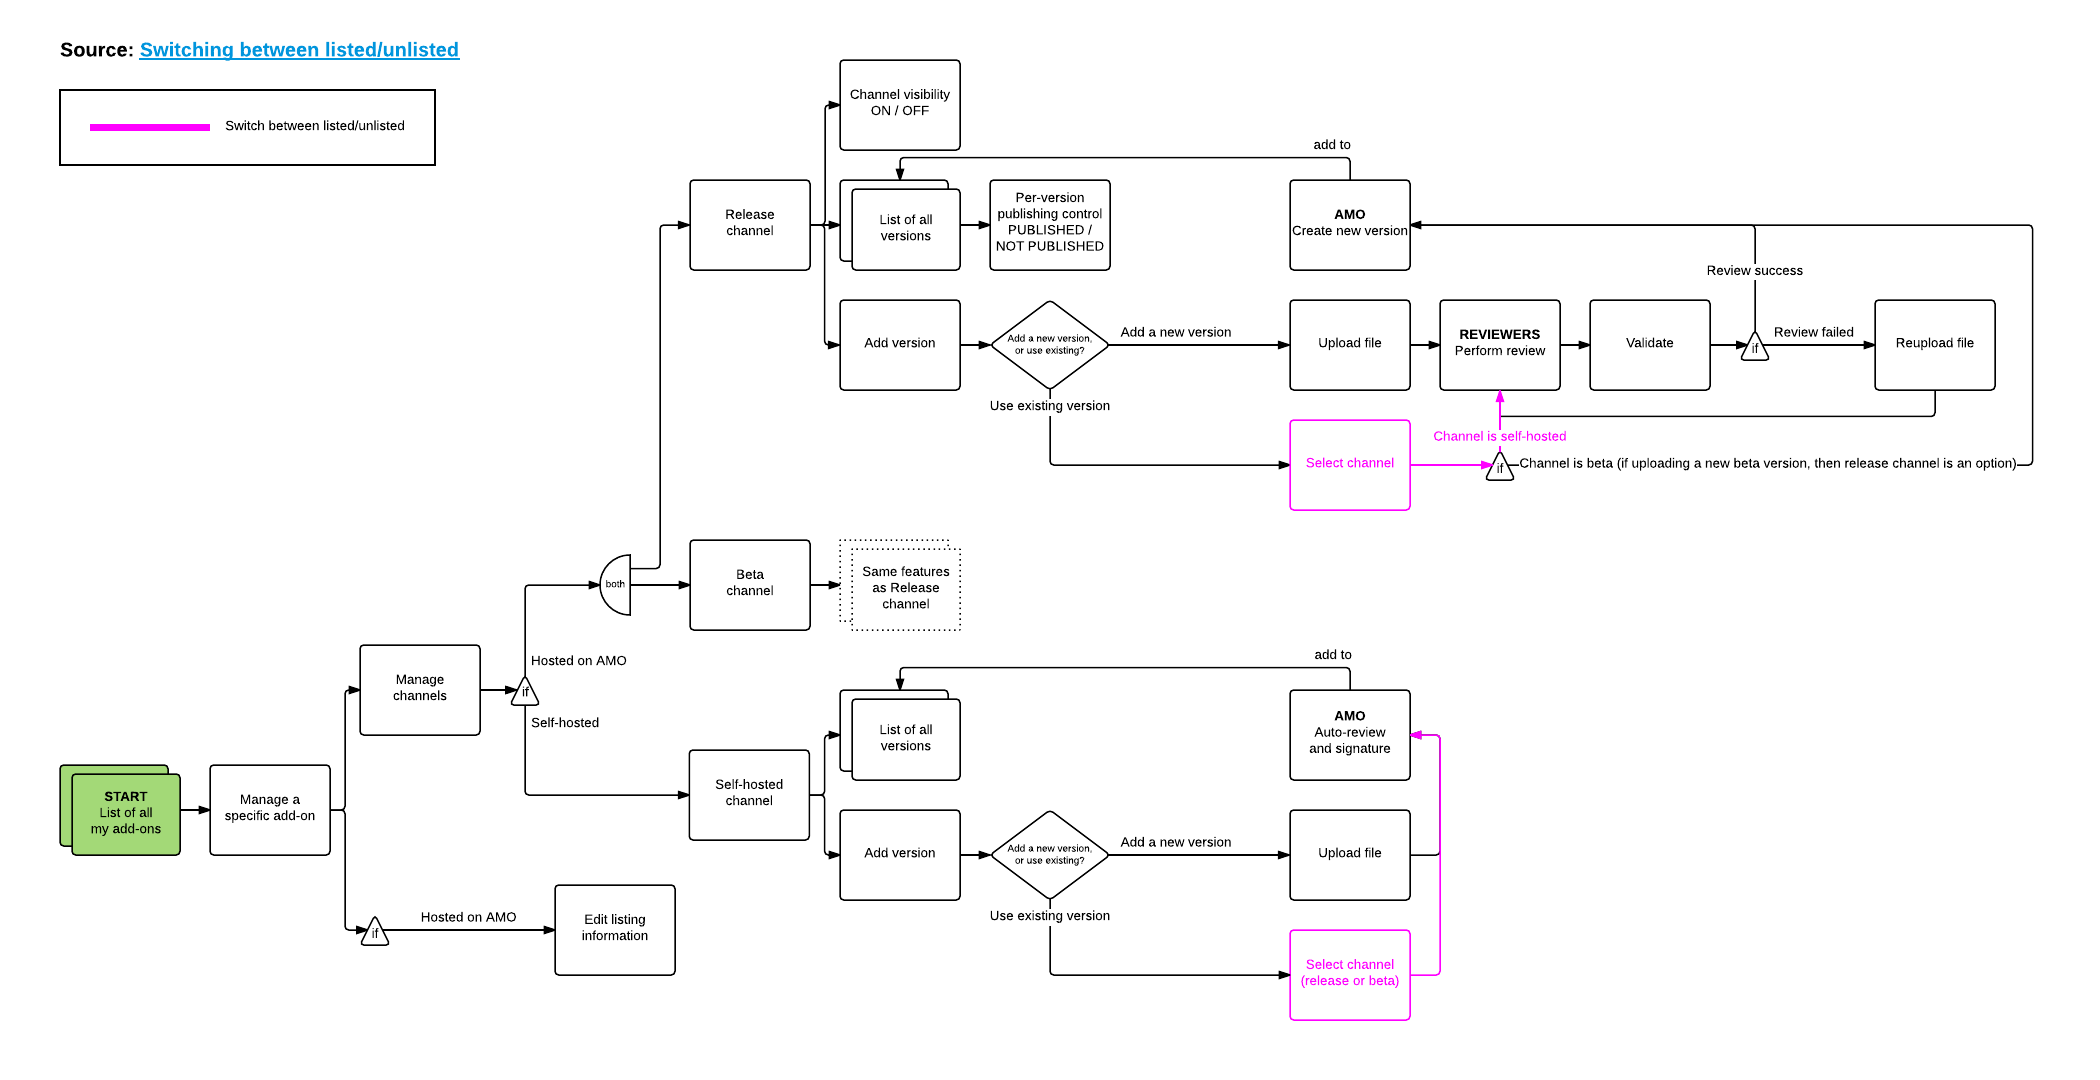 Source: Switching between listed/unlisted
Switch between listed/unlisted
Channel visibility
ON / OFF
add to
Release
channel
List of all
versions
Per-version
publishing control
PUBLISHED /
NOT PUBLISHED
AMO
Create new version
Review success
Add version
Add a new version,
or use existing?
Add a new version
Upload file
REVIEWERS
Perform review
Validate
if
Review failed
Reupload file
Use existing version
Select channel
Channel is self-hosted
if
Channel is beta (if uploading a new beta version, then release channel is an option)
both
Beta
channel
Same features
as Release
channel
Manage
channels
Hosted on AMO
if
Self-hosted
add to
List of all
versions
AMO
Auto-review
and signature
Self-hosted
channel
START
List of all
my add-ons
Manage a
specific add-on
Add version
Add a new version,
or use existing?
Add a new version
Upload file
Use existing version
if
Hosted on AMO
Edit listing
information
Select channel
(release or beta)